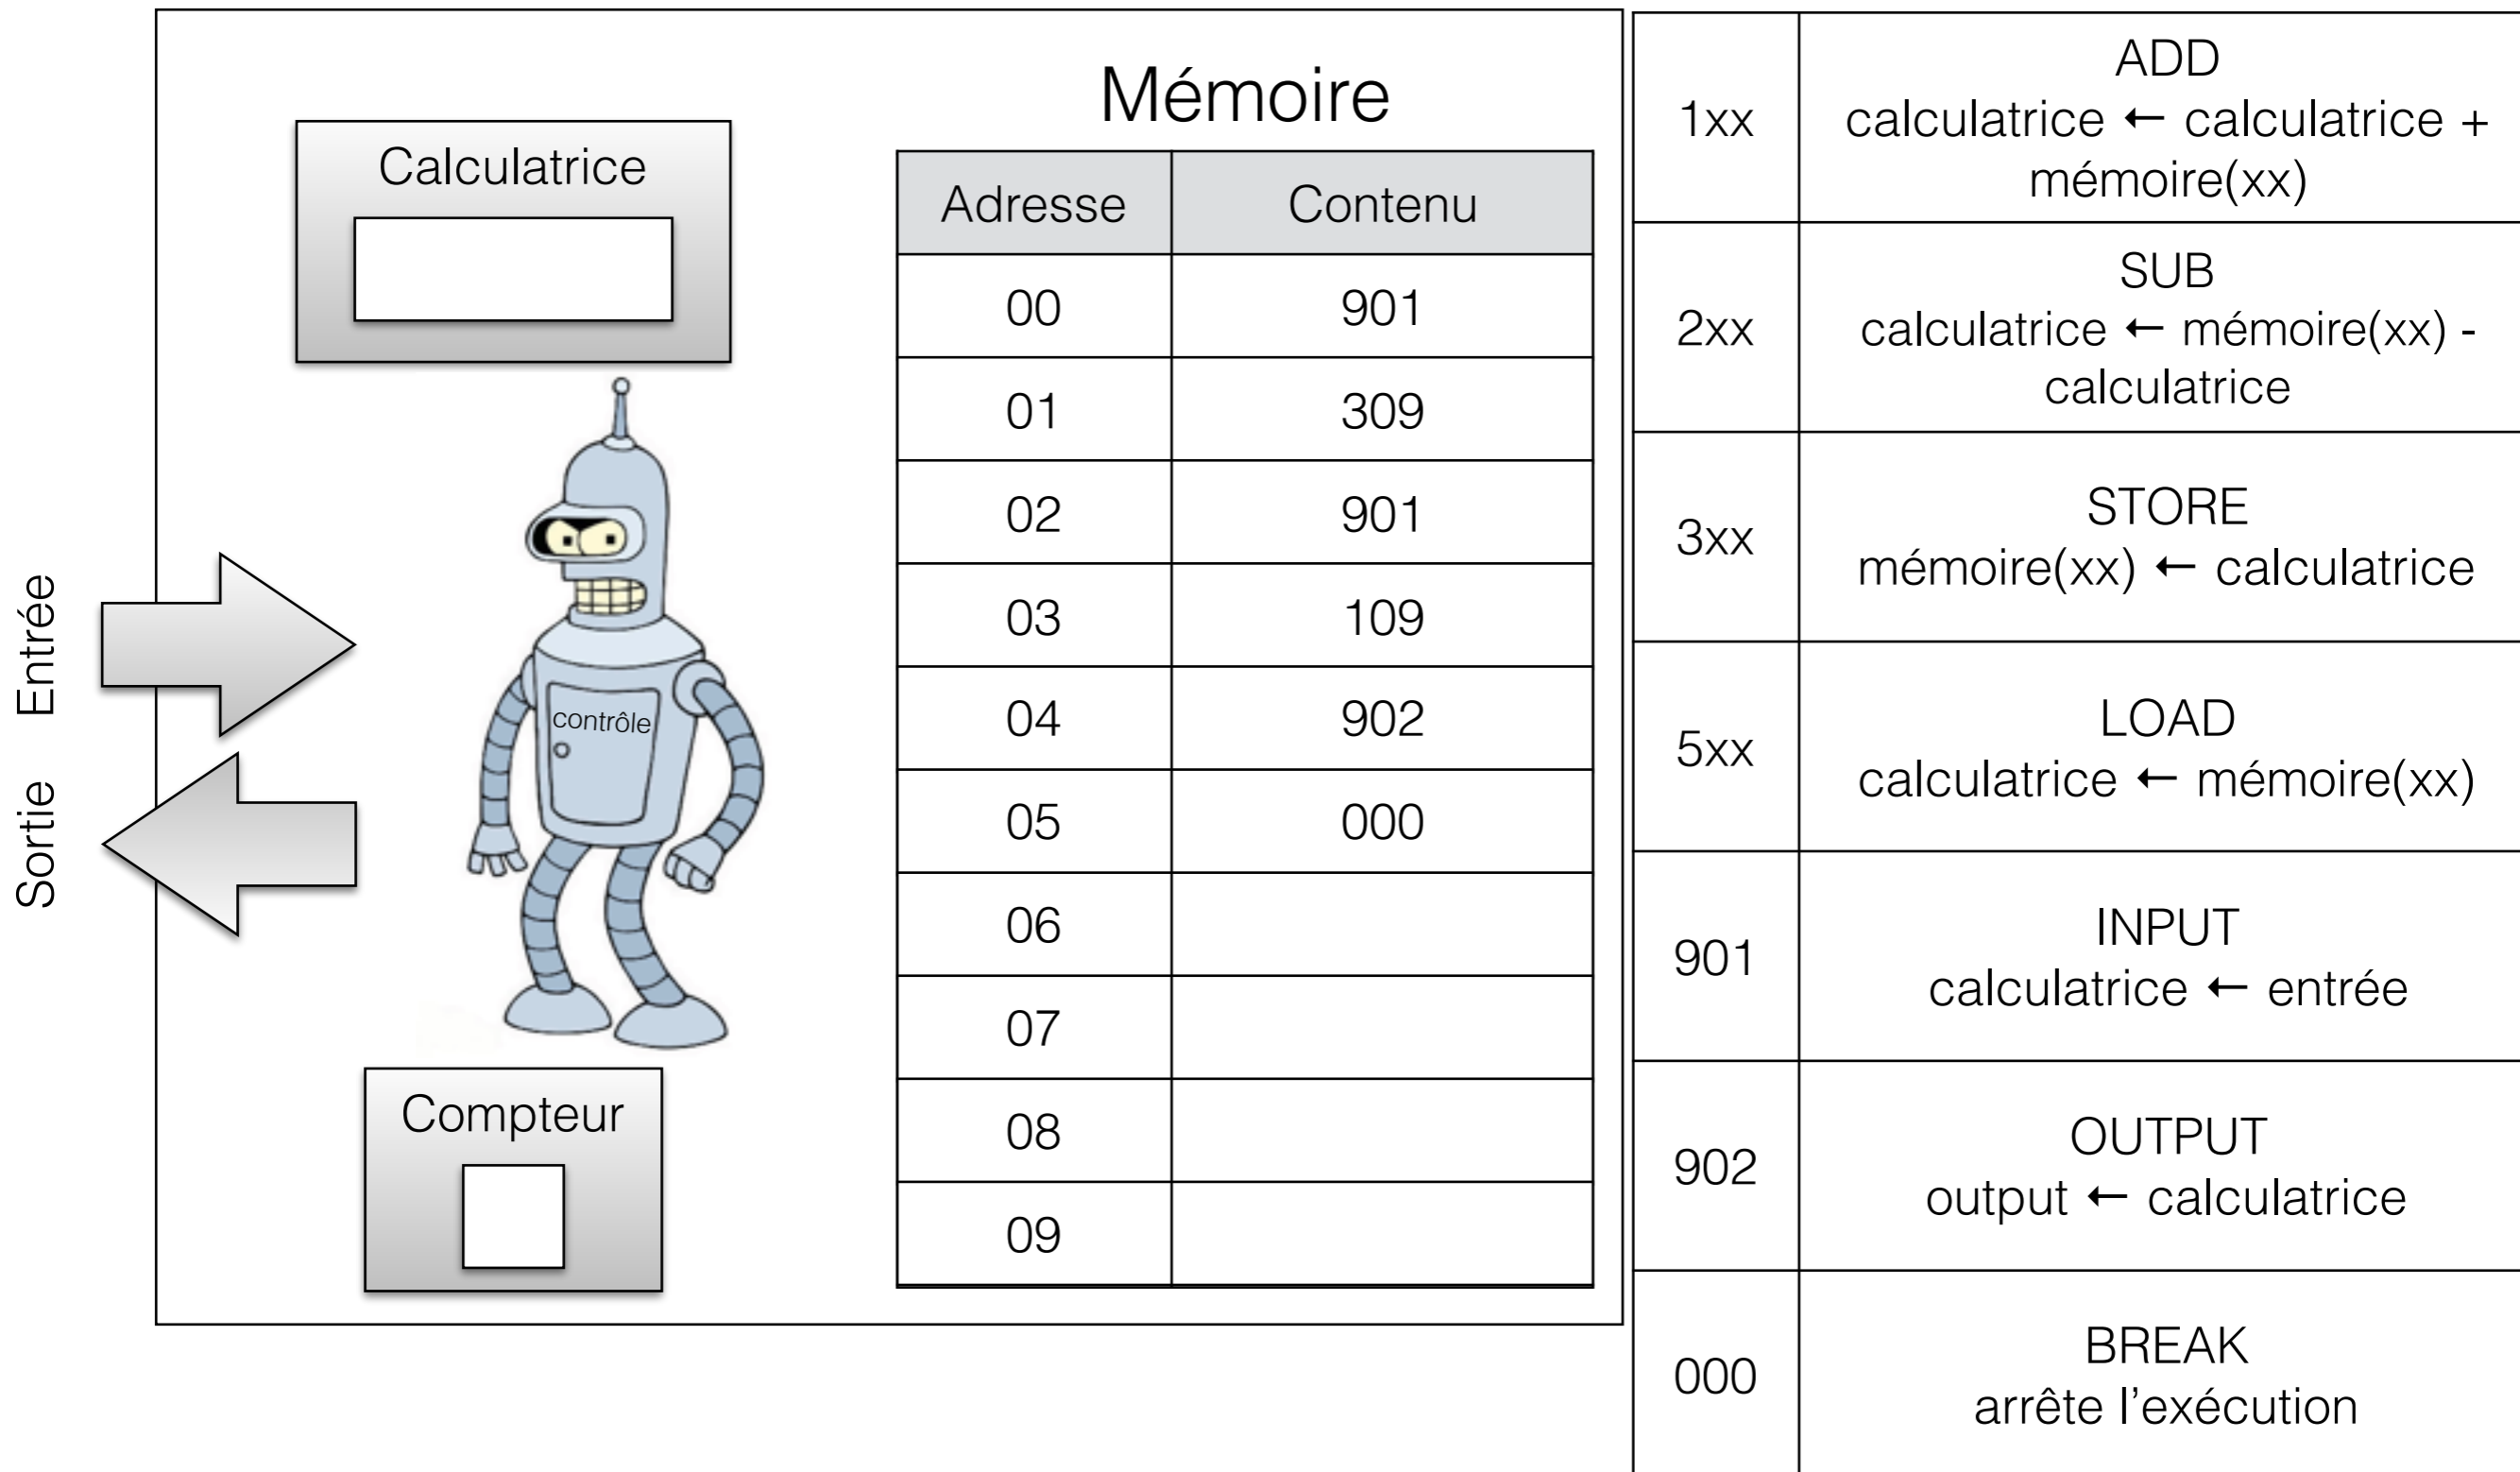 Mémoire
Calculatrice
Adresse Contenu
00 901
01 309
02 901
03 109
04 902
05 000
06
07
08
09
Entrée
Sortie
contrôle
Compteur
1xx
ADD
calculatrice ← calculatrice +
mémoire(xx)
2xx
SUB
calculatrice ← mémoire(xx) -
calculatrice
3xx
STORE
mémoire(xx) ← calculatrice
5xx
LOAD
calculatrice ← mémoire(xx)
901
INPUT
calculatrice ← entrée
902
OUTPUT
output ← calculatrice
000
BREAK
arrête l’exécution